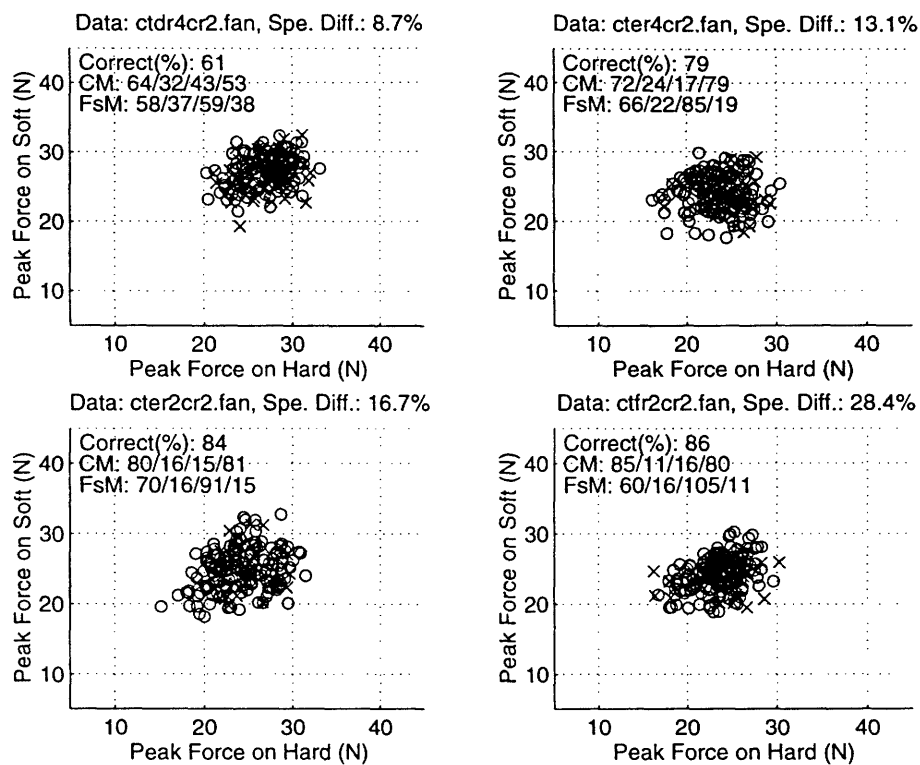 Data: ctdr4cr2.fan, Spe. Diff.: 8.7%
Correct(%): 61
CM: 64/32/43/53
FsM: 58/37/59/38
40
30
20
10
Peak Force on Soft (N)
10 20 30 40
Peak Force on Hard (N)
Data: cter4cr2.fan, Spe. Diff.: 13.1%
Correct(%): 79
CM: 72/24/17/79
FsM: 66/22/85/19
40
30
20
10
Peak Force on Soft (N)
10 20 30 40
Peak Force on Hard (N)
Data: cter2cr2.fan, Spe. Diff.: 16.7%
Correct(%): 84
CM: 80/16/15/81
FsM: 70/16/91/15
40
30
20
10
Peak Force on Soft (N)
10 20 30 40
Peak Force on Hard (N)
Data: ctfr2cr2.fan, Spe. Diff.: 28.4%
Correct(%): 86
CM: 85/11/16/80
FsM: 60/16/105/11
40
30
20
10
Peak Force on Soft (N)
10 20 30 40
Peak Force on Hard (N)